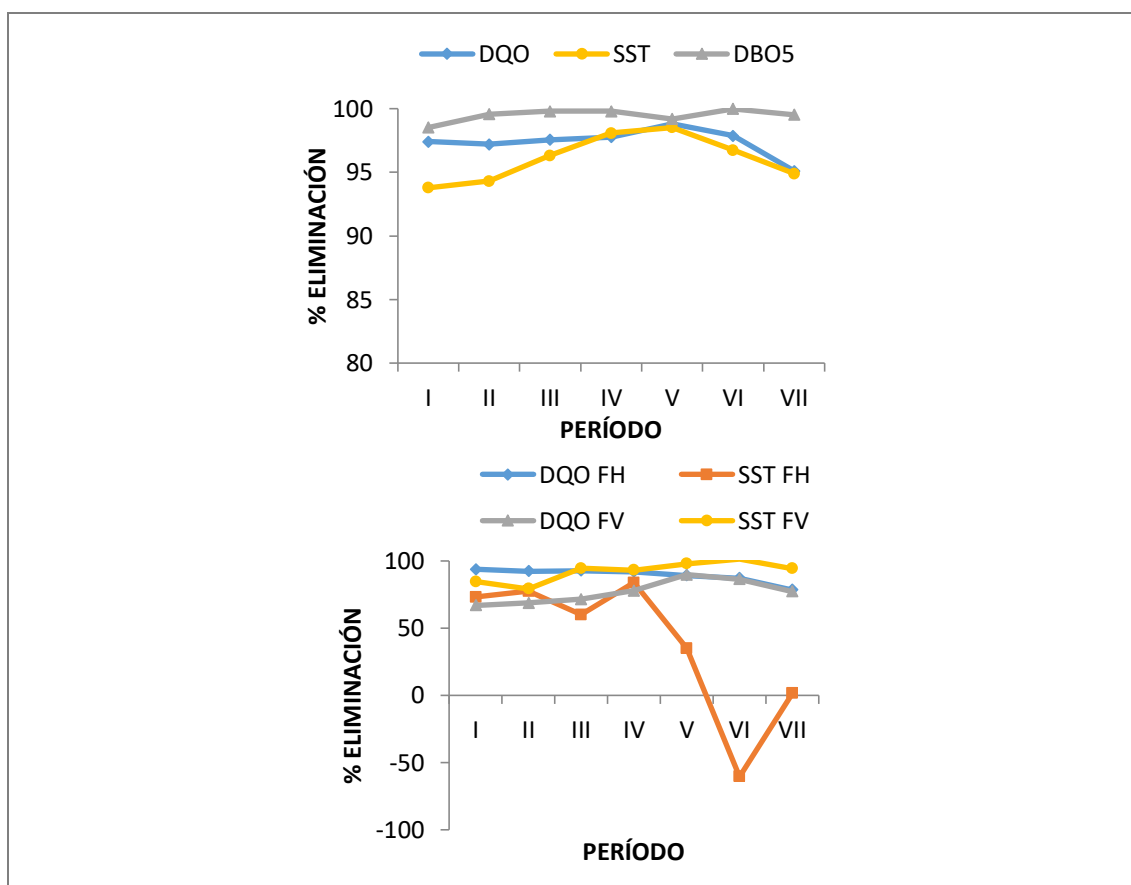 DQO SST DBO5
100
95
90
85
80
% ELIMINACIÓN
I II III IV V VI VII
PERÍODO
DQO FH SST FH
DQO FV SST FV
100
50
0
-50
-100
% ELIMINACIÓN
I II III IV V VI VII
PERÍODO